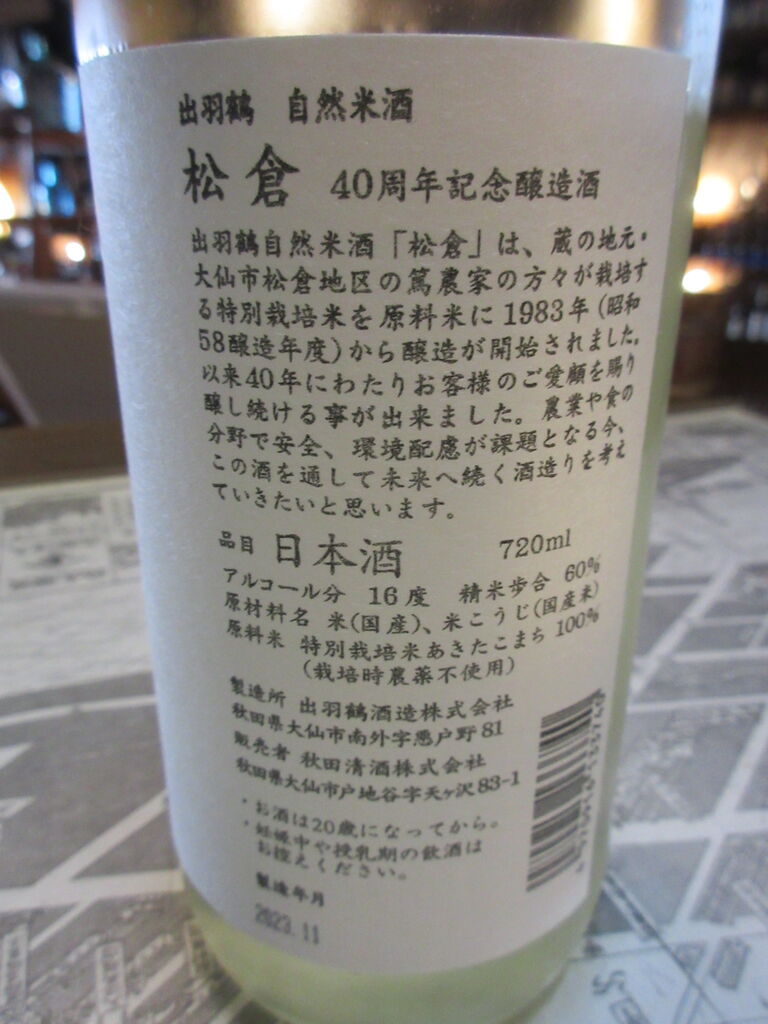 出羽鶴 自然米酒
松倉 40周年記念醸造酒
出羽鶴自然米酒「松倉」は、蔵の地元・
大仙市松倉地区の篤農家の方々が栽培す
る特別栽培米を原料米に1983年(昭和
58醸造年度)から醸造が開始されました。
以来40年にわたりお客様のご愛顧を賜り
醸し続ける事が出来ました。農業や食の
分野で安全、環境配慮が課題となる今、
この酒を通して未来へ続く酒造りを考え
ていきたいと思います。
品目 日本酒 720ml
アルコール分 16度 精米歩合 60%
原材料名 米(国産)、米こうじ(国産米)
原料米 特別栽培米あきたこまち 100%
(栽培時農薬不使用)
製造所 出羽鶴酒造株式会社
秋田県大仙市南外字悪戸野81
販売者 秋田清酒株式会社
秋田県大仙市戸地谷字天ヶ沢83-1
・お酒は20歳になってから。
・妊娠中や授乳期の飲酒は
お控えください。
製造年月
2023.11